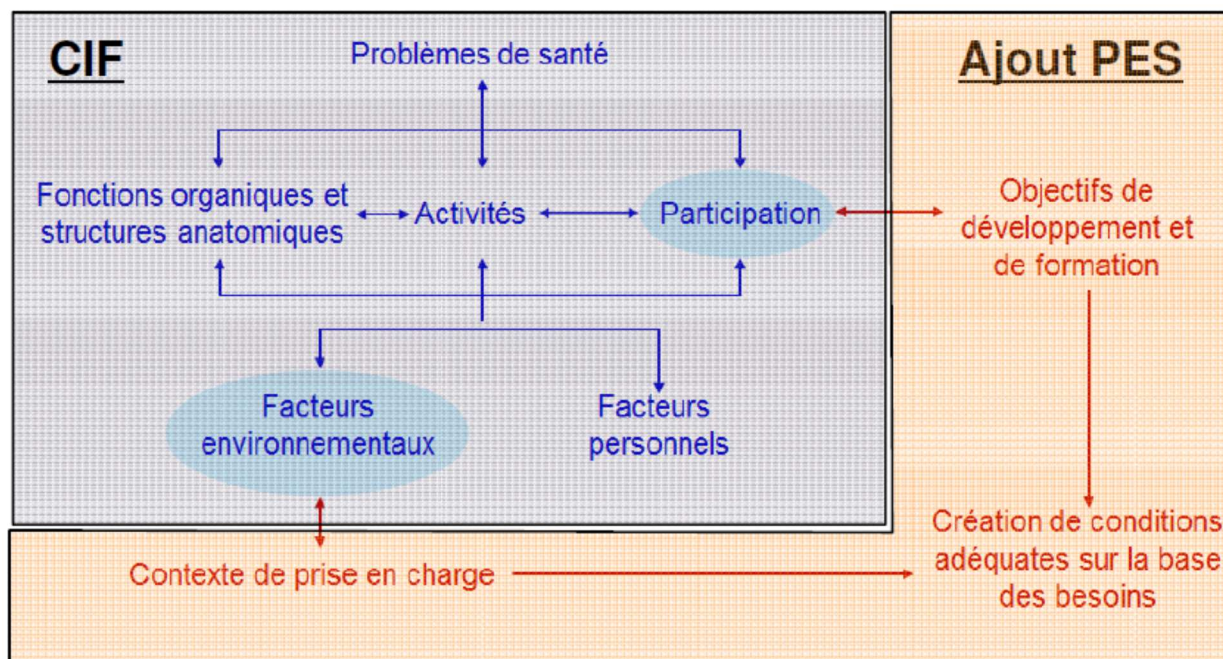 CIF
Problèmes de santé
Fonctions organiques et
structures anatomiques
Activités
Participation
Facteurs
environnementaux
Facteurs
personnels
Ajout PES
Objectifs de
développement et
de formation
Contexte de prise en charge
Création de conditions
adéquates sur la base
des besoins